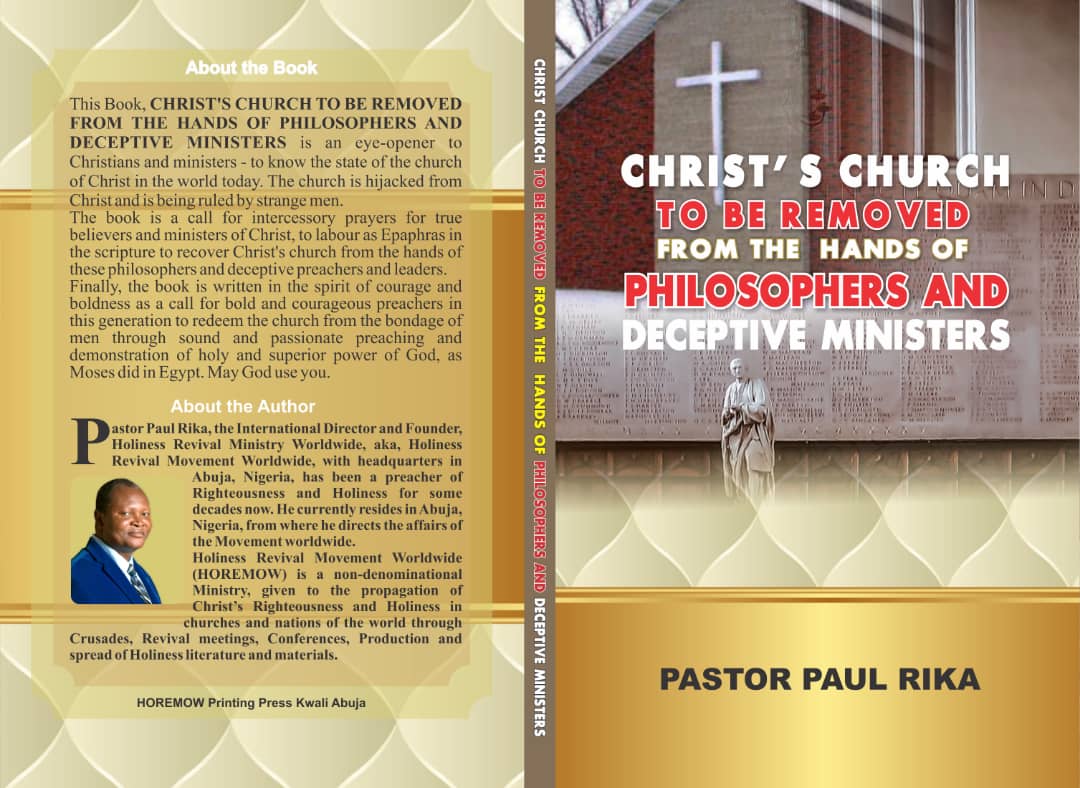 About the Book
This Book, CHRIST'S CHURCH TO BE REMOVED
FROM THE HANDS OF PHILOSOPHERS AND
DECEPTIVE MINISTERS is an eye-opener to
Christians and ministers - to know the state of the church
of Christ in the world today. The church is hijacked from
Christ and is being ruled by strange men.
The book is a call for intercessory prayers for true
believers and ministers of Christ, to labour as Epaphras in
the scripture to recover Christ's church from the hands of
these philosophers and deceptive preachers and leaders.
Finally, the book is written in the spirit of courage and
boldness as a call for bold and courageous preachers in
this generation to redeem the church from the bondage of
men through sound and passionate preaching and
demonstration of holy and superior power of God, as
Moses did in Egypt. May God use you.
About the Author
Pastor Paul Rika, the International Director and Founder,
Holiness Revival Ministry Worldwide, aka, Holiness
Revival Movement Worldwide, with headquarters in
Abuja, Nigeria, has been a preacher of
Righteousness and Holiness for some
decades now. He currently resides in Abuja,
Nigeria, from where he directs the affairs of
the Movement worldwide.
Holiness Revival Movement Worldwide
(HOREMOW) is a non-denominational
Ministry, given to the propagation of
Christ's Righteousness and Holiness in
churches and nations of the world through
Crusades, Revival meetings, Conferences, Production and
spread of Holiness literature and materials.
HOREMOW Printing Press Kwali Abuja
CHRIST CHURCH TO BE REMOVED FROM THE HANDS OF PHILOSOPHERS AND DECEPTIVE MINISTERS
CHRIST'S CHURCH
TO BE REMOVED
FROM THE HANDS OF
PHILOSOPHERS AND
DECEPTIVE MINISTERS
PASTOR PAUL RIKA